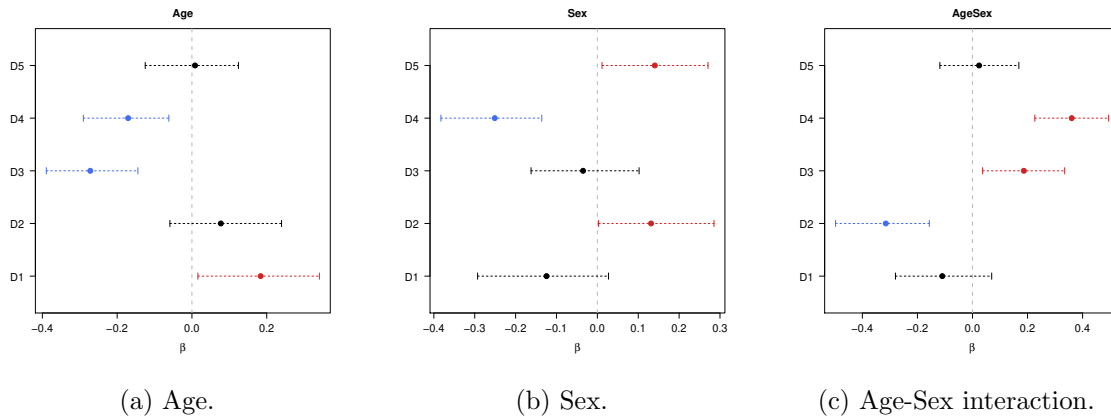 Age
D5
D4
D3
D2
D1
−0.4 −0.2 0.0 0.2
β
(a) Age.
Sex
D5
D4
D3
D2
D1
−0.4 −0.3 −0.2 −0.1 0.0 0.1 0.2 0.3
β
(b) Sex.
AgeSex
D5
D4
D3
D2
D1
−0.4 −0.2 0.0 0.2 0.4
β
(c) Age-Sex interaction.